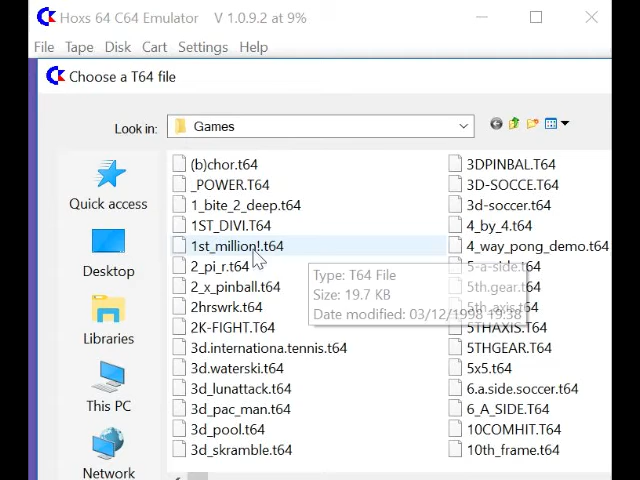 Hoxs 64 C64 Emulator V 1.0.9.2 at 9%
File Tape Disk Cart Settings Help
Choose a T64 file
Look in: Games
Quick access
Desktop
Libraries
This PC
Network
(b)chor.t64
_POWER.T64
1_bite_2_deep.t64
1ST_DIVI.T64
1st_million!.t64
2_pi_r.t64
2_x_pinball.t64
2hrswrk.t64
2K-FIGHT.T64
3d.internationa.tennis.t64
3d.waterski.t64
3d_lunattack.t64
3d_pac_man.t64
3d_pool.t64
3d_skramble.t64
3DPINBAL.T64
3D-SOCCE.T64
3d-soccer.t64
4_by_4.t64
4_way_pong_demo.t64
5-a-side.t64
5th.gear.t64
5th_axis.t64
5THAXIS.T64
5THGEAR.T64
5x5.t64
6.a.side.soccer.t64
6_A_SIDE.T64
10COMHIT.T64
10th_frame.t64
Type: T64 File
Size: 19.7 KB
Date modified: 03/12/1998 19:38